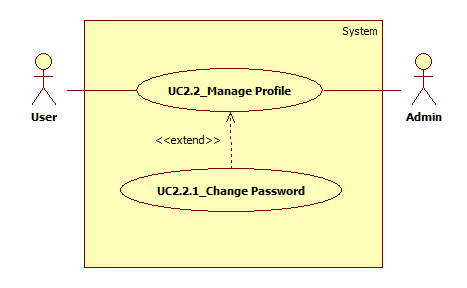 System
UC2.2_Manage Profile
User
Admin
<<extend>>
UC2.2.1_Change Password